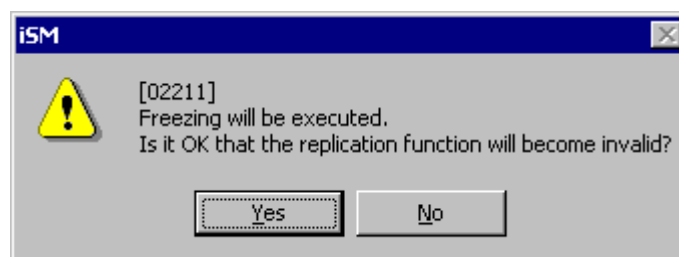 iSM
[02211]
Freezing will be executed.
Is it OK that the replication function will become invalid?
Yes
No